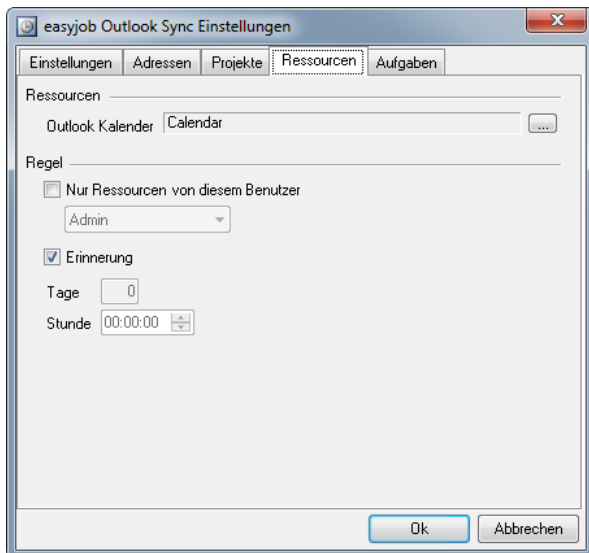 easyjob Outlook Sync Einstellungen
Einstellungen Adressen Projekte Ressourcen Aufgaben
Ressourcen
Outlook Kalender Calendar ...
Regel
Nur Ressourcen von diesem Benutzer
Admin
Erinnerung
Tage 0
Stunde 00:00:00
Ok Abbrechen